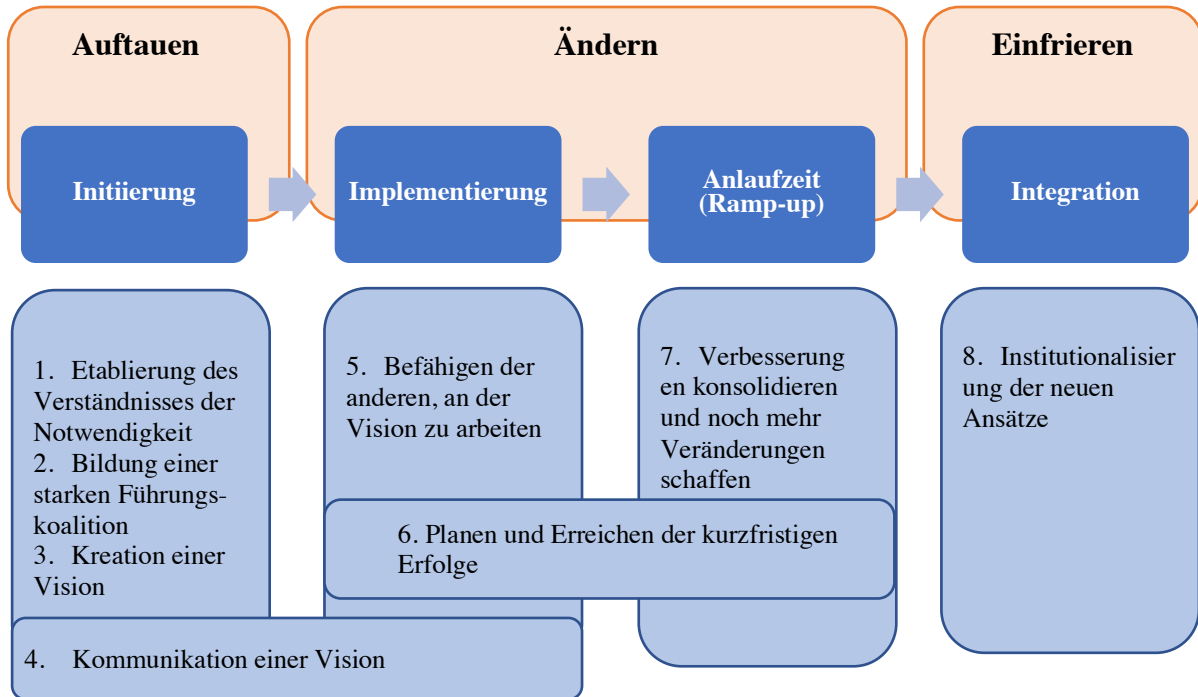 Auftauen
Ändern
Einfrieren
Initiierung
Implementierung
Anlaufzeit
(Ramp-up)
Integration
1. Etablierung des
Verständnisses der
Notwendigkeit
2. Bildung einer
starken Führungs-
koalition
3. Kreation einer
Vision
4. Kommunikation einer Vision
5. Befähigen der
anderen, an der
Vision zu arbeiten
6. Planen und Erreichen der kurzfristigen
Erfolge
7. Verbesserung
en konsolidieren
und noch mehr
Veränderungen
schaffen
8. Institutionalisier
ung der neuen
Ansätze